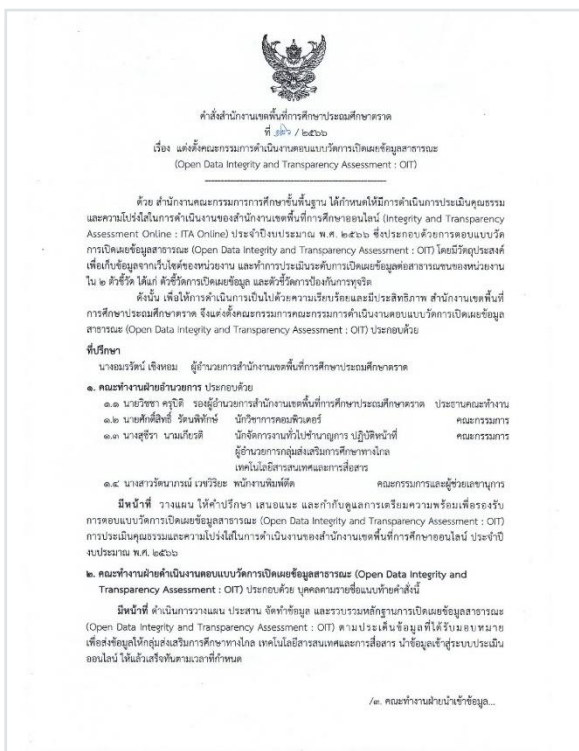 คำสั่งสำนักงานเขตพื้นที่การศึกษาประถมศึกษาตราด
ที่ / ๒๕๖๖
เรื่อง แต่งตั้งคณะกรรมการดำเนินงานตอบแบบวัดการเปิดเผยข้อมูลสาธารณะ
(Open Data Integrity and Transparency Assessment : OIT)
ด้วย สำนักงานคณะกรรมการการศึกษาขั้นพื้นฐาน ได้กำหนดให้มีการดำเนินการประเมินคุณธรรม
และความโปร่งใสในการดำเนินงานของสำนักงานเขตพื้นที่การศึกษาออนไลน์ (Integrity and Transparency
Assessment Online : ITA Online) ประจำปีงบประมาณ พ.ศ. ๒๕๖๖ ซึ่งประกอบด้วยการตอบแบบวัด
การเปิดเผยข้อมูลสาธารณะ (Open Data Integrity and Transparency Assessment : OIT) โดยมีวัตถุประสงค์
เพื่อเก็บข้อมูลจากเว็บไซต์ของหน่วยงาน และทำการประเมินระดับการเปิดเผยข้อมูลต่อสาธารณชนของหน่วยงาน
ใน ๒ ตัวชี้วัด ได้แก่ ตัวชี้วัดการเปิดเผยข้อมูล และตัวชี้วัดการป้องกันการทุจริต
ดังนั้น เพื่อให้การดำเนินการเป็นไปด้วยความเรียบร้อยและมีประสิทธิภาพ สำนักงานเขตพื้นที่
การศึกษาประถมศึกษาตราด จึงแต่งตั้งคณะกรรมการคณะกรรมการดำเนินงานตอบแบบวัดการเปิดเผยข้อมูล
สาธารณะ (Open Data Integrity and Transparency Assessment : OIT) ประกอบด้วย
ที่ปรึกษา
นางอมรรัตน์ เชิงหอม ผู้อำนวยการสำนักงานเขตพื้นที่การศึกษาประถมศึกษาตราด
๑. คณะทำงานฝ่ายอำนวยการ ประกอบด้วย
๑.๑ นายวิชชา ครุปิติ รองผู้อำนวยการสำนักงานเขตพื้นที่การศึกษาประถมศึกษาตราด ประธานคณะทำงาน
๑.๒ นายศักดิ์สิทธิ์ รัตนพิทักษ์ นักวิชาการคอมพิวเตอร์ คณะกรรมการ
๑.๓ นางสุชีรา นามเกียรติ นักจัดการงานทั่วไปชำนาญการ ปฏิบัติหน้าที่ คณะกรรมการ
ผู้อำนวยการกลุ่มส่งเสริมการศึกษาทางไกล
เทคโนโลยีสารสนเทศและการสื่อสาร
๑.๔ นางสาวรัตนาภรณ์ เวชวิริยะ พนักงานพิมพ์ดีด คณะกรรมการและผู้ช่วยเลขานุการ
มีหน้าที่ วางแผน ให้คำปรึกษา เสนอแนะ และกำกับดูแลการเตรียมความพร้อมเพื่อรองรับ
การตอบแบบวัดการเปิดเผยข้อมูลสาธารณะ (Open Data Integrity and Transparency Assessment : OIT)
การประเมินคุณธรรมและความโปร่งใสในการดำเนินงานของสำนักงานเขตพื้นที่การศึกษาออนไลน์ ประจำปี
งบประมาณ พ.ศ. ๒๕๖๖
๒. คณะทำงานฝ่ายดำเนินงานตอบแบบวัดการเปิดเผยข้อมูลสาธารณะ (Open Data Integrity and
Transparency Assessment : OIT) ประกอบด้วย บุคคลตามรายชื่อแนบท้ายคำสั่งนี้
มีหน้าที่ ดำเนินการวางแผน ประสาน จัดทำข้อมูล และรวบรวมหลักฐานการเปิดเผยข้อมูลสาธารณะ
(Open Data Integrity and Transparency Assessment : OIT) ตามประเด็นข้อมูลที่ได้รับมอบหมาย
เพื่อส่งข้อมูลให้กลุ่มส่งเสริมการศึกษาทางไกล เทคโนโลยีสารสนเทศและการสื่อสาร นำข้อมูลเข้าสู่ระบบประเมิน
ออนไลน์ ให้แล้วเสร็จทันตามเวลาที่กำหนด
/๓. คณะทำงานฝ่ายนำเข้าข้อมูล...